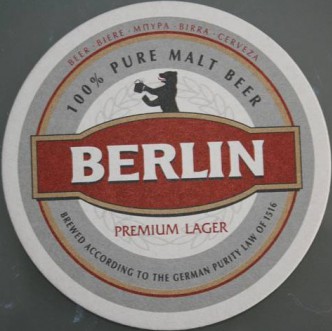 BEER · BIÈRE · ΜΠΥΡΑ · BIRRA · CERVEZA
100% PURE MALT BEER
BERLIN
PREMIUM LAGER
BREWED ACCORDING TO THE GERMAN PURITY LAW OF 1516